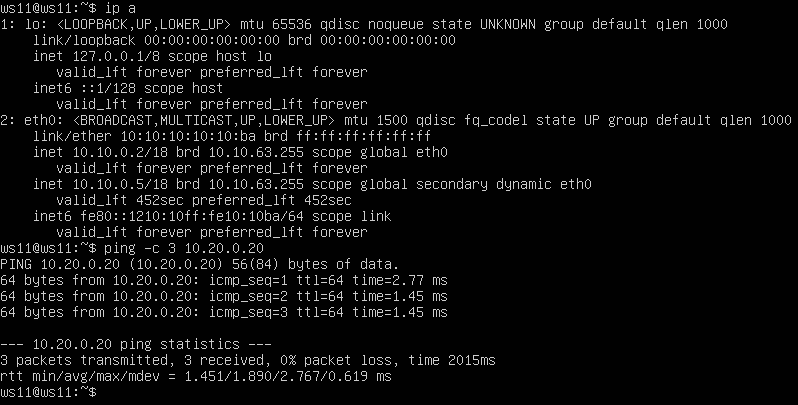 ws11@ws11:~$ ip a
1: lo: <LOOPBACK,UP,LOWER_UP> mtu 65536 qdisc noqueue state UNKNOWN group default qlen 1000
    link/loopback 00:00:00:00:00:00 brd 00:00:00:00:00:00
    inet 127.0.0.1/8 scope host lo
       valid_lft forever preferred_lft forever
    inet6 ::1/128 scope host
       valid_lft forever preferred_lft forever
2: eth0: <BROADCAST,MULTICAST,UP,LOWER_UP> mtu 1500 qdisc fq_codel state UP group default qlen 1000
    link/ether 10:10:10:10:10:ba brd ff:ff:ff:ff:ff:ff
    inet 10.10.0.2/18 brd 10.10.63.255 scope global eth0
       valid_lft forever preferred_lft forever
    inet 10.10.0.5/18 brd 10.10.63.255 scope global secondary dynamic eth0
       valid_lft 452sec preferred_lft 452sec
    inet6 fe80::1210:10ff:fe10:10ba/64 scope link
       valid_lft forever preferred_lft forever
ws11@ws11:~$ ping -c 3 10.20.0.20
PING 10.20.0.20 (10.20.0.20) 56(84) bytes of data.
64 bytes from 10.20.0.20: icmp_seq=1 ttl=64 time=2.77 ms
64 bytes from 10.20.0.20: icmp_seq=2 ttl=64 time=1.45 ms
64 bytes from 10.20.0.20: icmp_seq=3 ttl=64 time=1.45 ms

--- 10.20.0.20 ping statistics ---
3 packets transmitted, 3 received, 0% packet loss, time 2015ms
rtt min/avg/max/mdev = 1.451/1.890/2.767/0.619 ms
ws11@ws11:~$